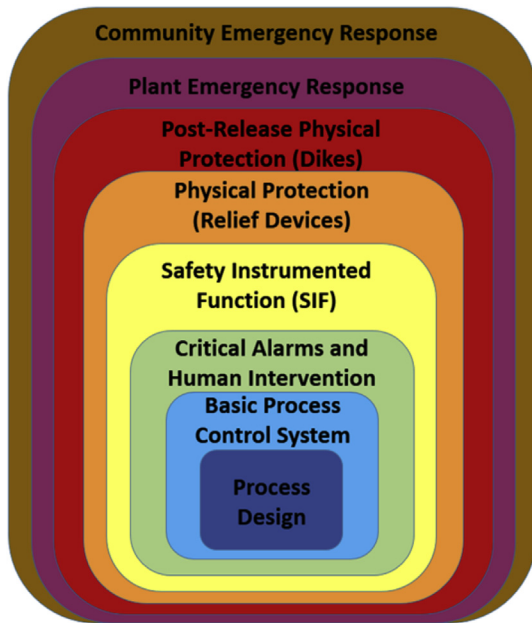 Community Emergency Response
Plant Emergency Response
Post-Release Physical
Protection (Dikes)
Physical Protection
(Relief Devices)
Safety Instrumented
Function (SIF)
Critical Alarms and
Human Intervention
Basic Process
Control System
Process
Design